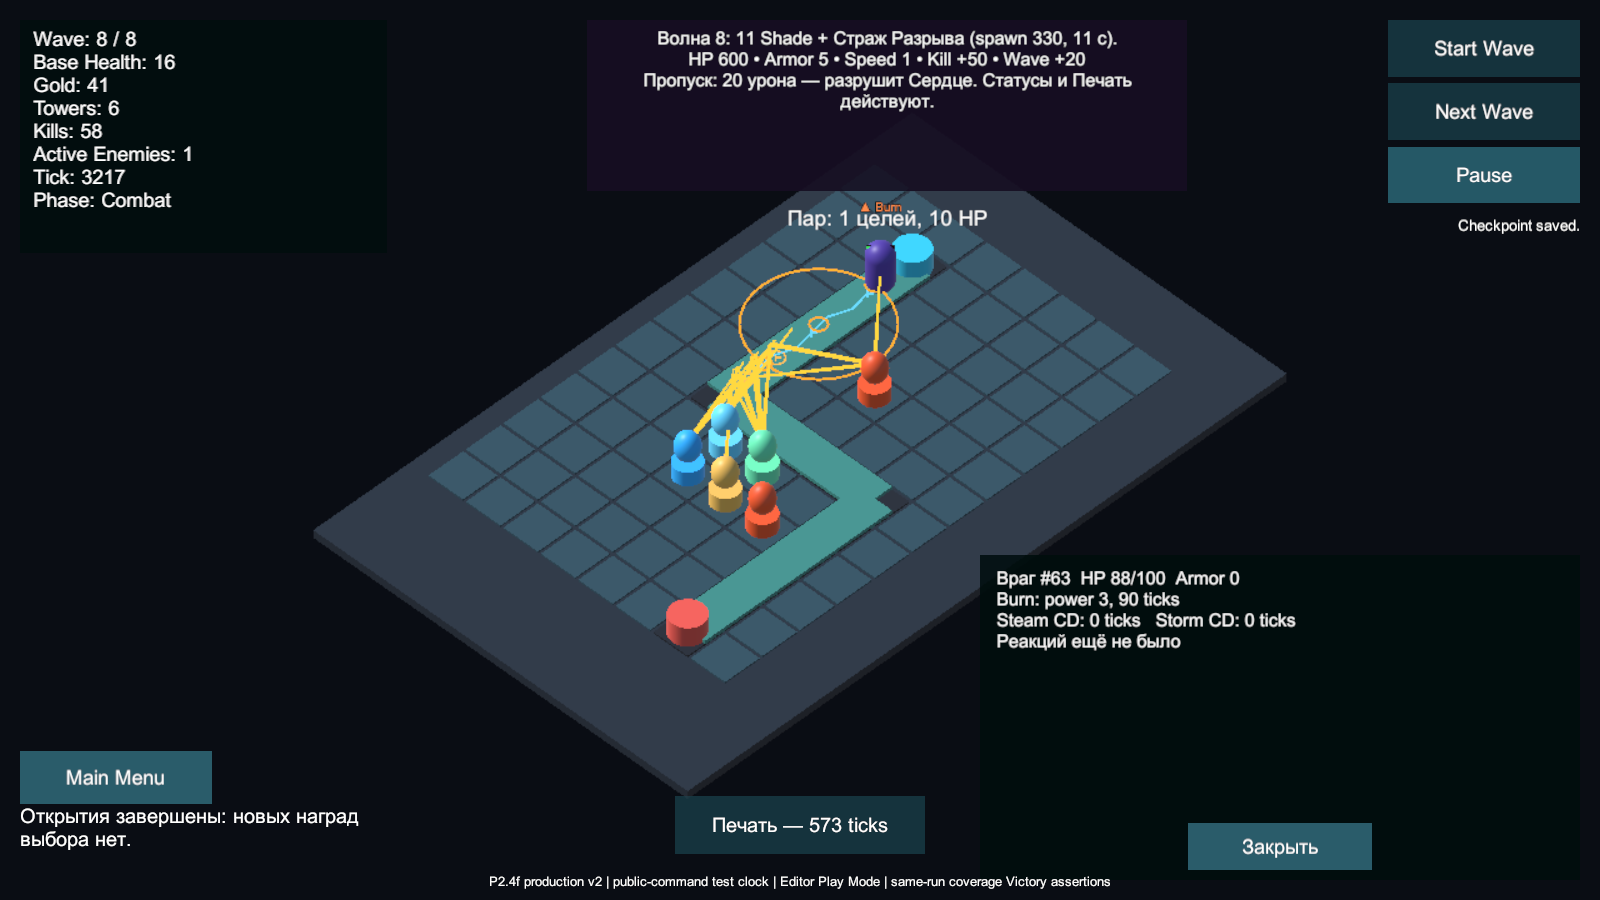 Wave: 8 / 8
Base Health: 16
Gold: 41
Towers: 6
Kills: 58
Active Enemies: 1
Tick: 3217
Phase: Combat
Волна 8: 11 Shade + Страж Разрыва (spawn 330, 11 с).
HP 600 • Armor 5 • Speed 1 • Kill +50 • Wave +20
Пропуск: 20 урона — разрушит Сердце. Статусы и Печать
действуют.
Start Wave
Next Wave
Pause
Checkpoint saved.
▲ Burn
Пар: 1 целей, 10 HP
Враг #63  HP 88/100  Armor 0
Burn: power 3, 90 ticks
Steam CD: 0 ticks   Storm CD: 0 ticks
Реакций ещё не было
Закрыть
Main Menu
Открытия завершены: новых наград
выбора нет.
Печать — 573 ticks
P2.4f production v2 | public-command test clock | Editor Play Mode | same-run coverage Victory assertions